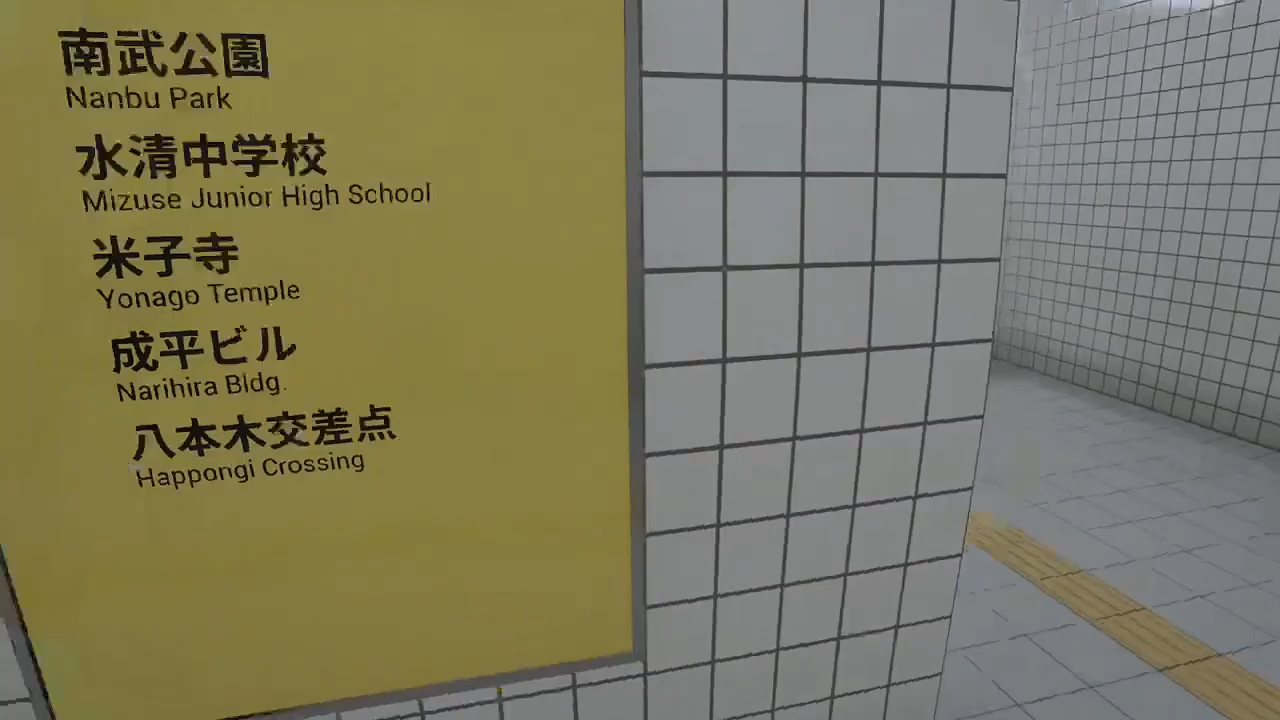 南武公園
Nanbu Park
水清中学校
Mizuse Junior High School
米子寺
Yonago Temple
成平ビル
Narihira Bldg.
八本木交差点
Happongi Crossing